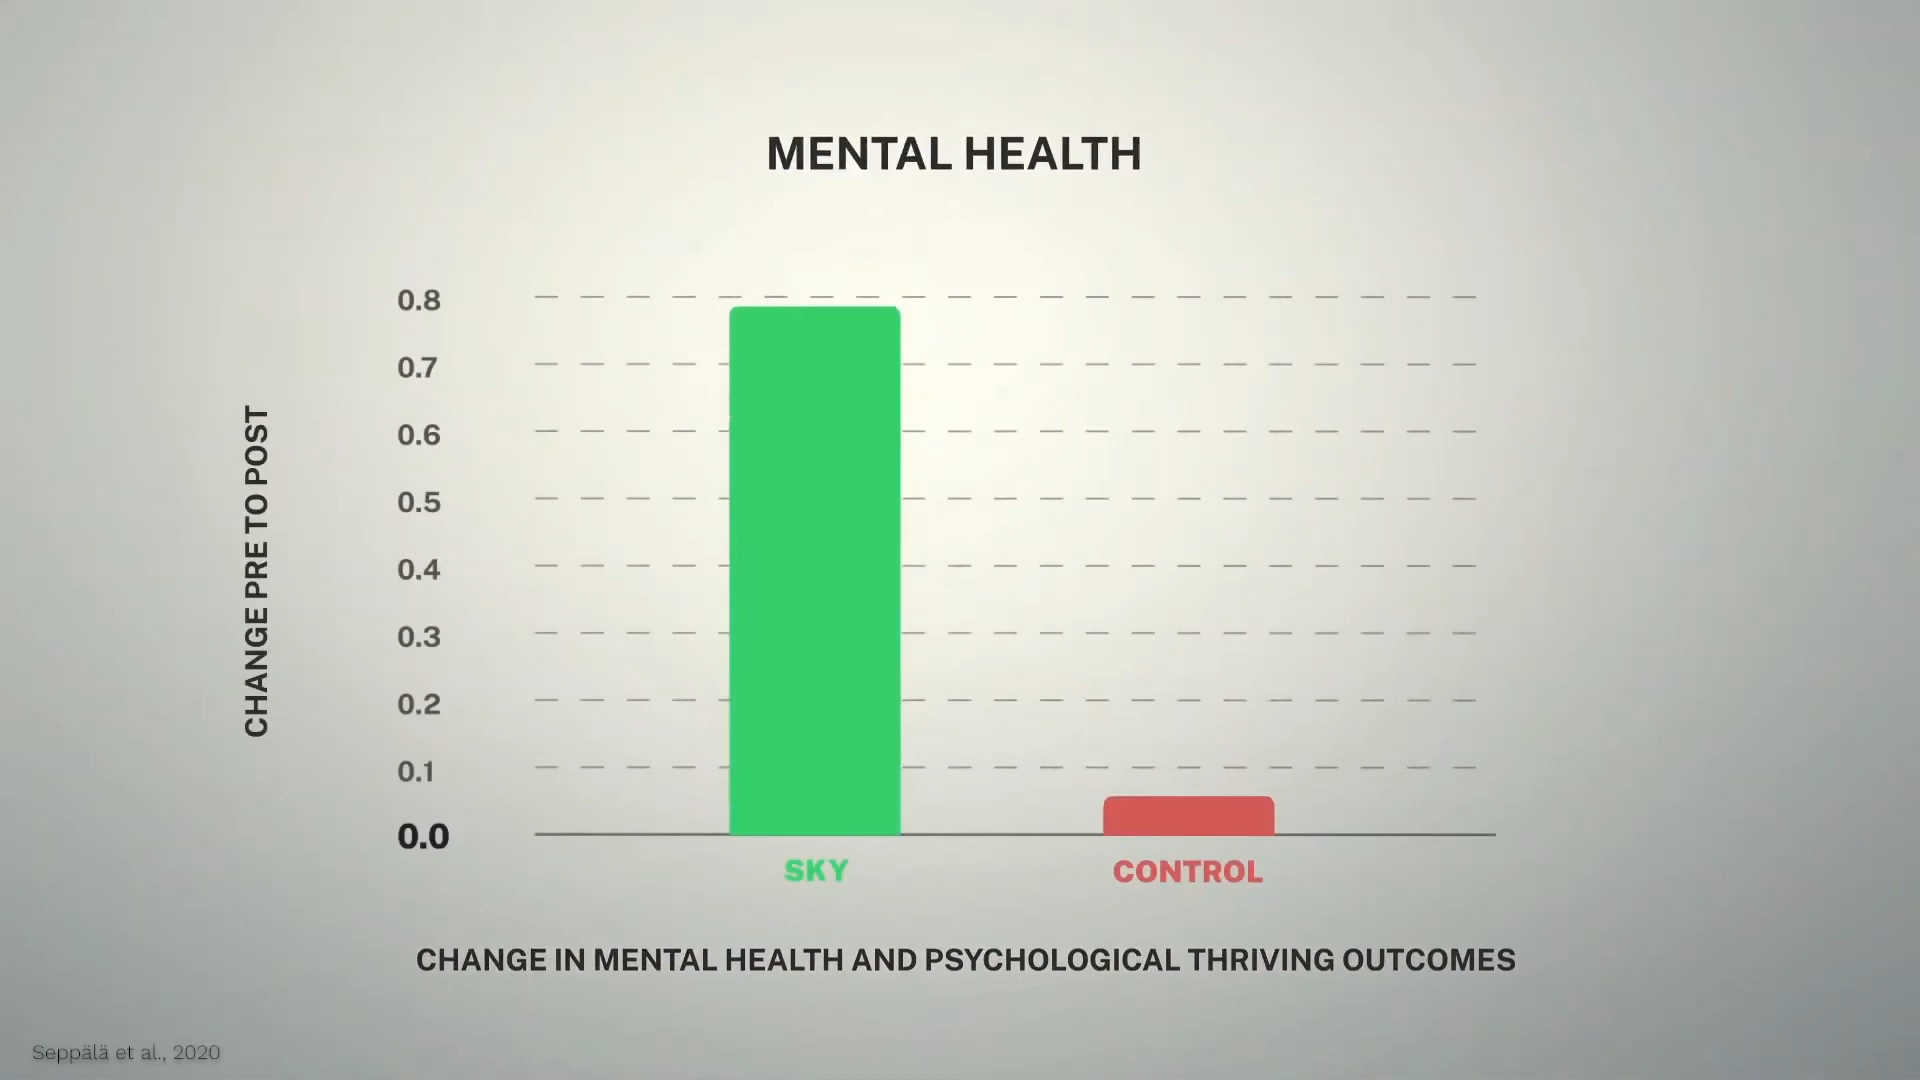 MENTAL HEALTH
CHANGE PRE TO POST
0.8
0.7
0.6
0.5
0.4
0.3
0.2
0.1
0.0
SKY
CONTROL
CHANGE IN MENTAL HEALTH AND PSYCHOLOGICAL THRIVING OUTCOMES
Seppälä et al., 2020